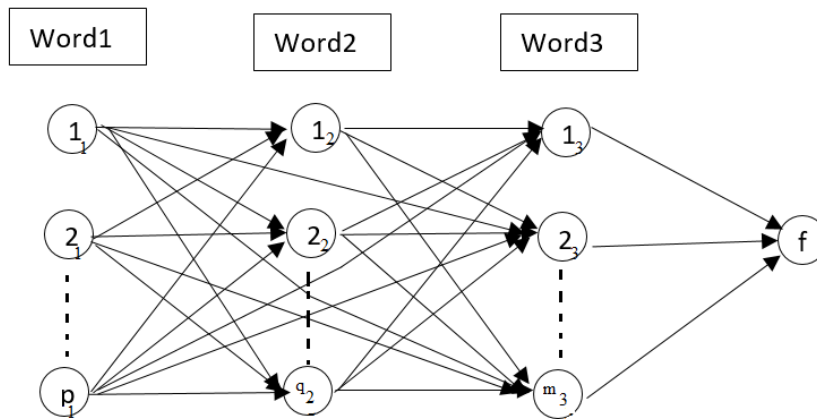 Word1 Word2 Word3
1₁ 1₂ 1₃
2₁ 2₂ 2₃ f
p₁ q₂ m₃